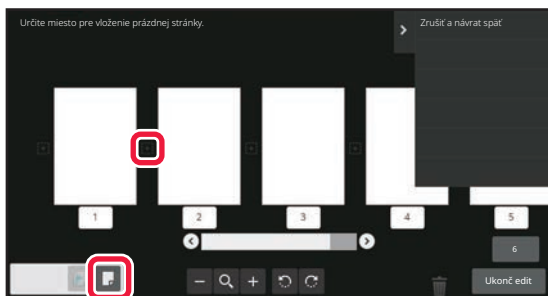 Určite miesto pre vloženie prázdnej stránky.
Zrušiť a návrat späť
1
2
3
4
5
6
Ukonč edit